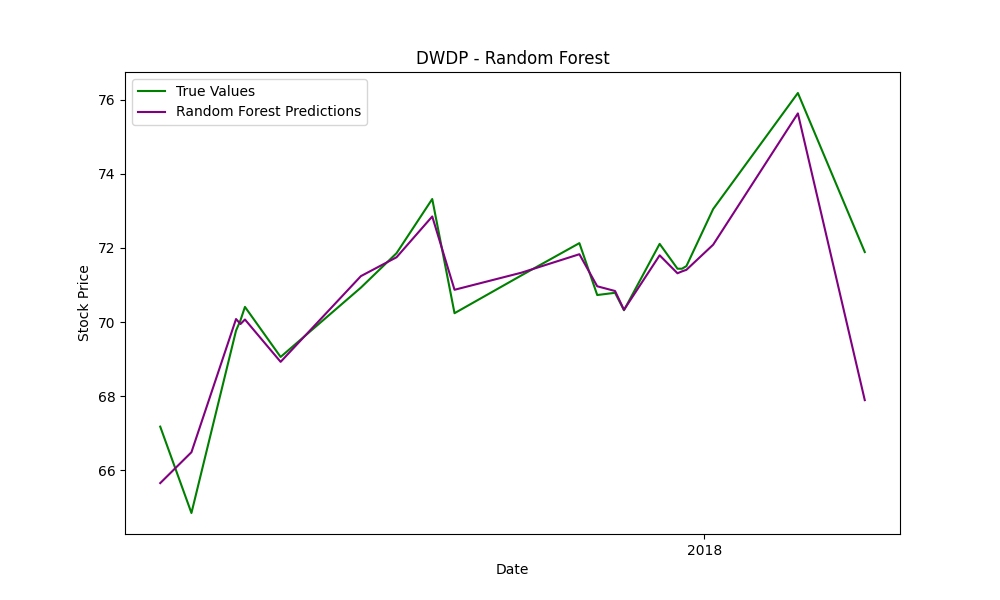 DWDP - Random Forest
True Values
Random Forest Predictions
76
74
72
70
68
66
Stock Price
2018
Date